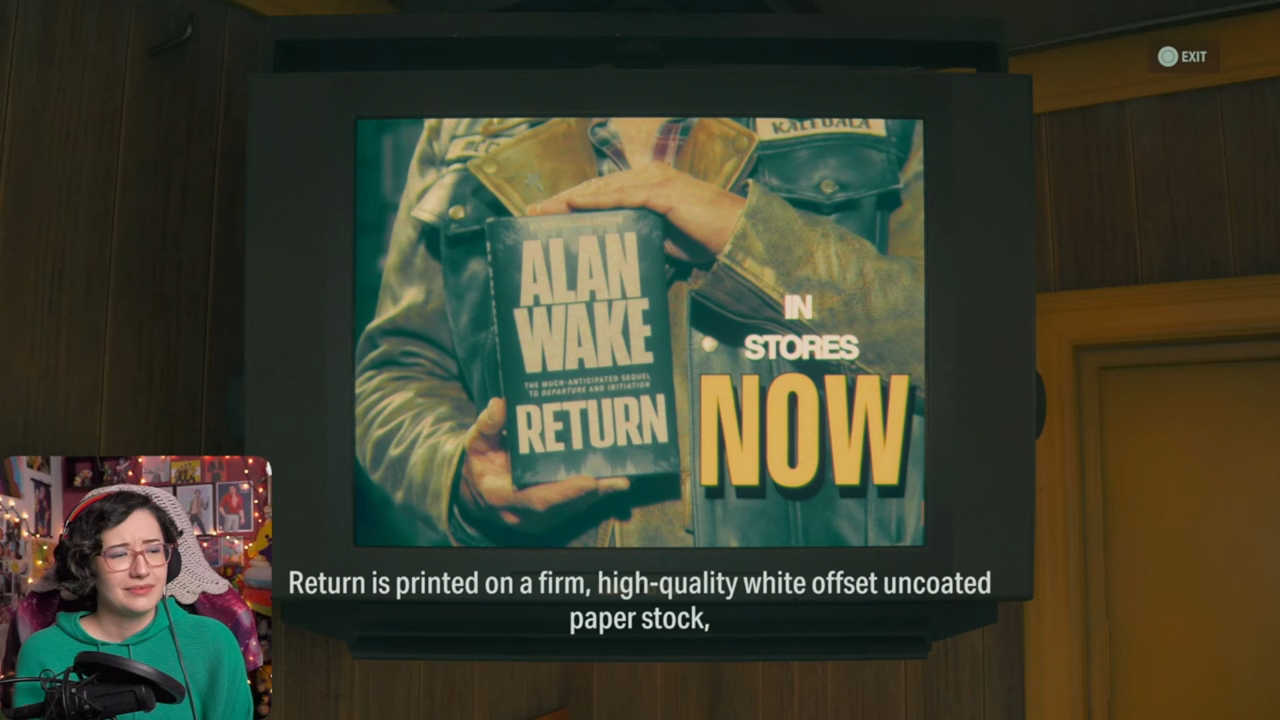 EXIT
KALEVALA
ALAN
WAKE
THE MUCH-ANTICIPATED SEQUEL
TO DEPARTURE AND INITIATION
RETURN
IN
STORES
NOW
Return is printed on a firm, high-quality white offset uncoated
paper stock,